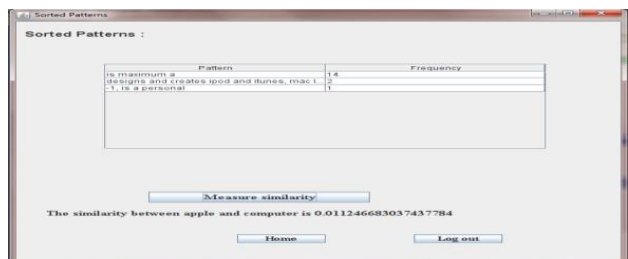 Sorted Patterns
Sorted Patterns :
Pattern Frequency
is maximum a 14
designs and creates ipod and itunes, mac l... 2
-1, is a personal 1
Measure similarity
The similarity between apple and computer is 0.011246683037437784
Home Log out